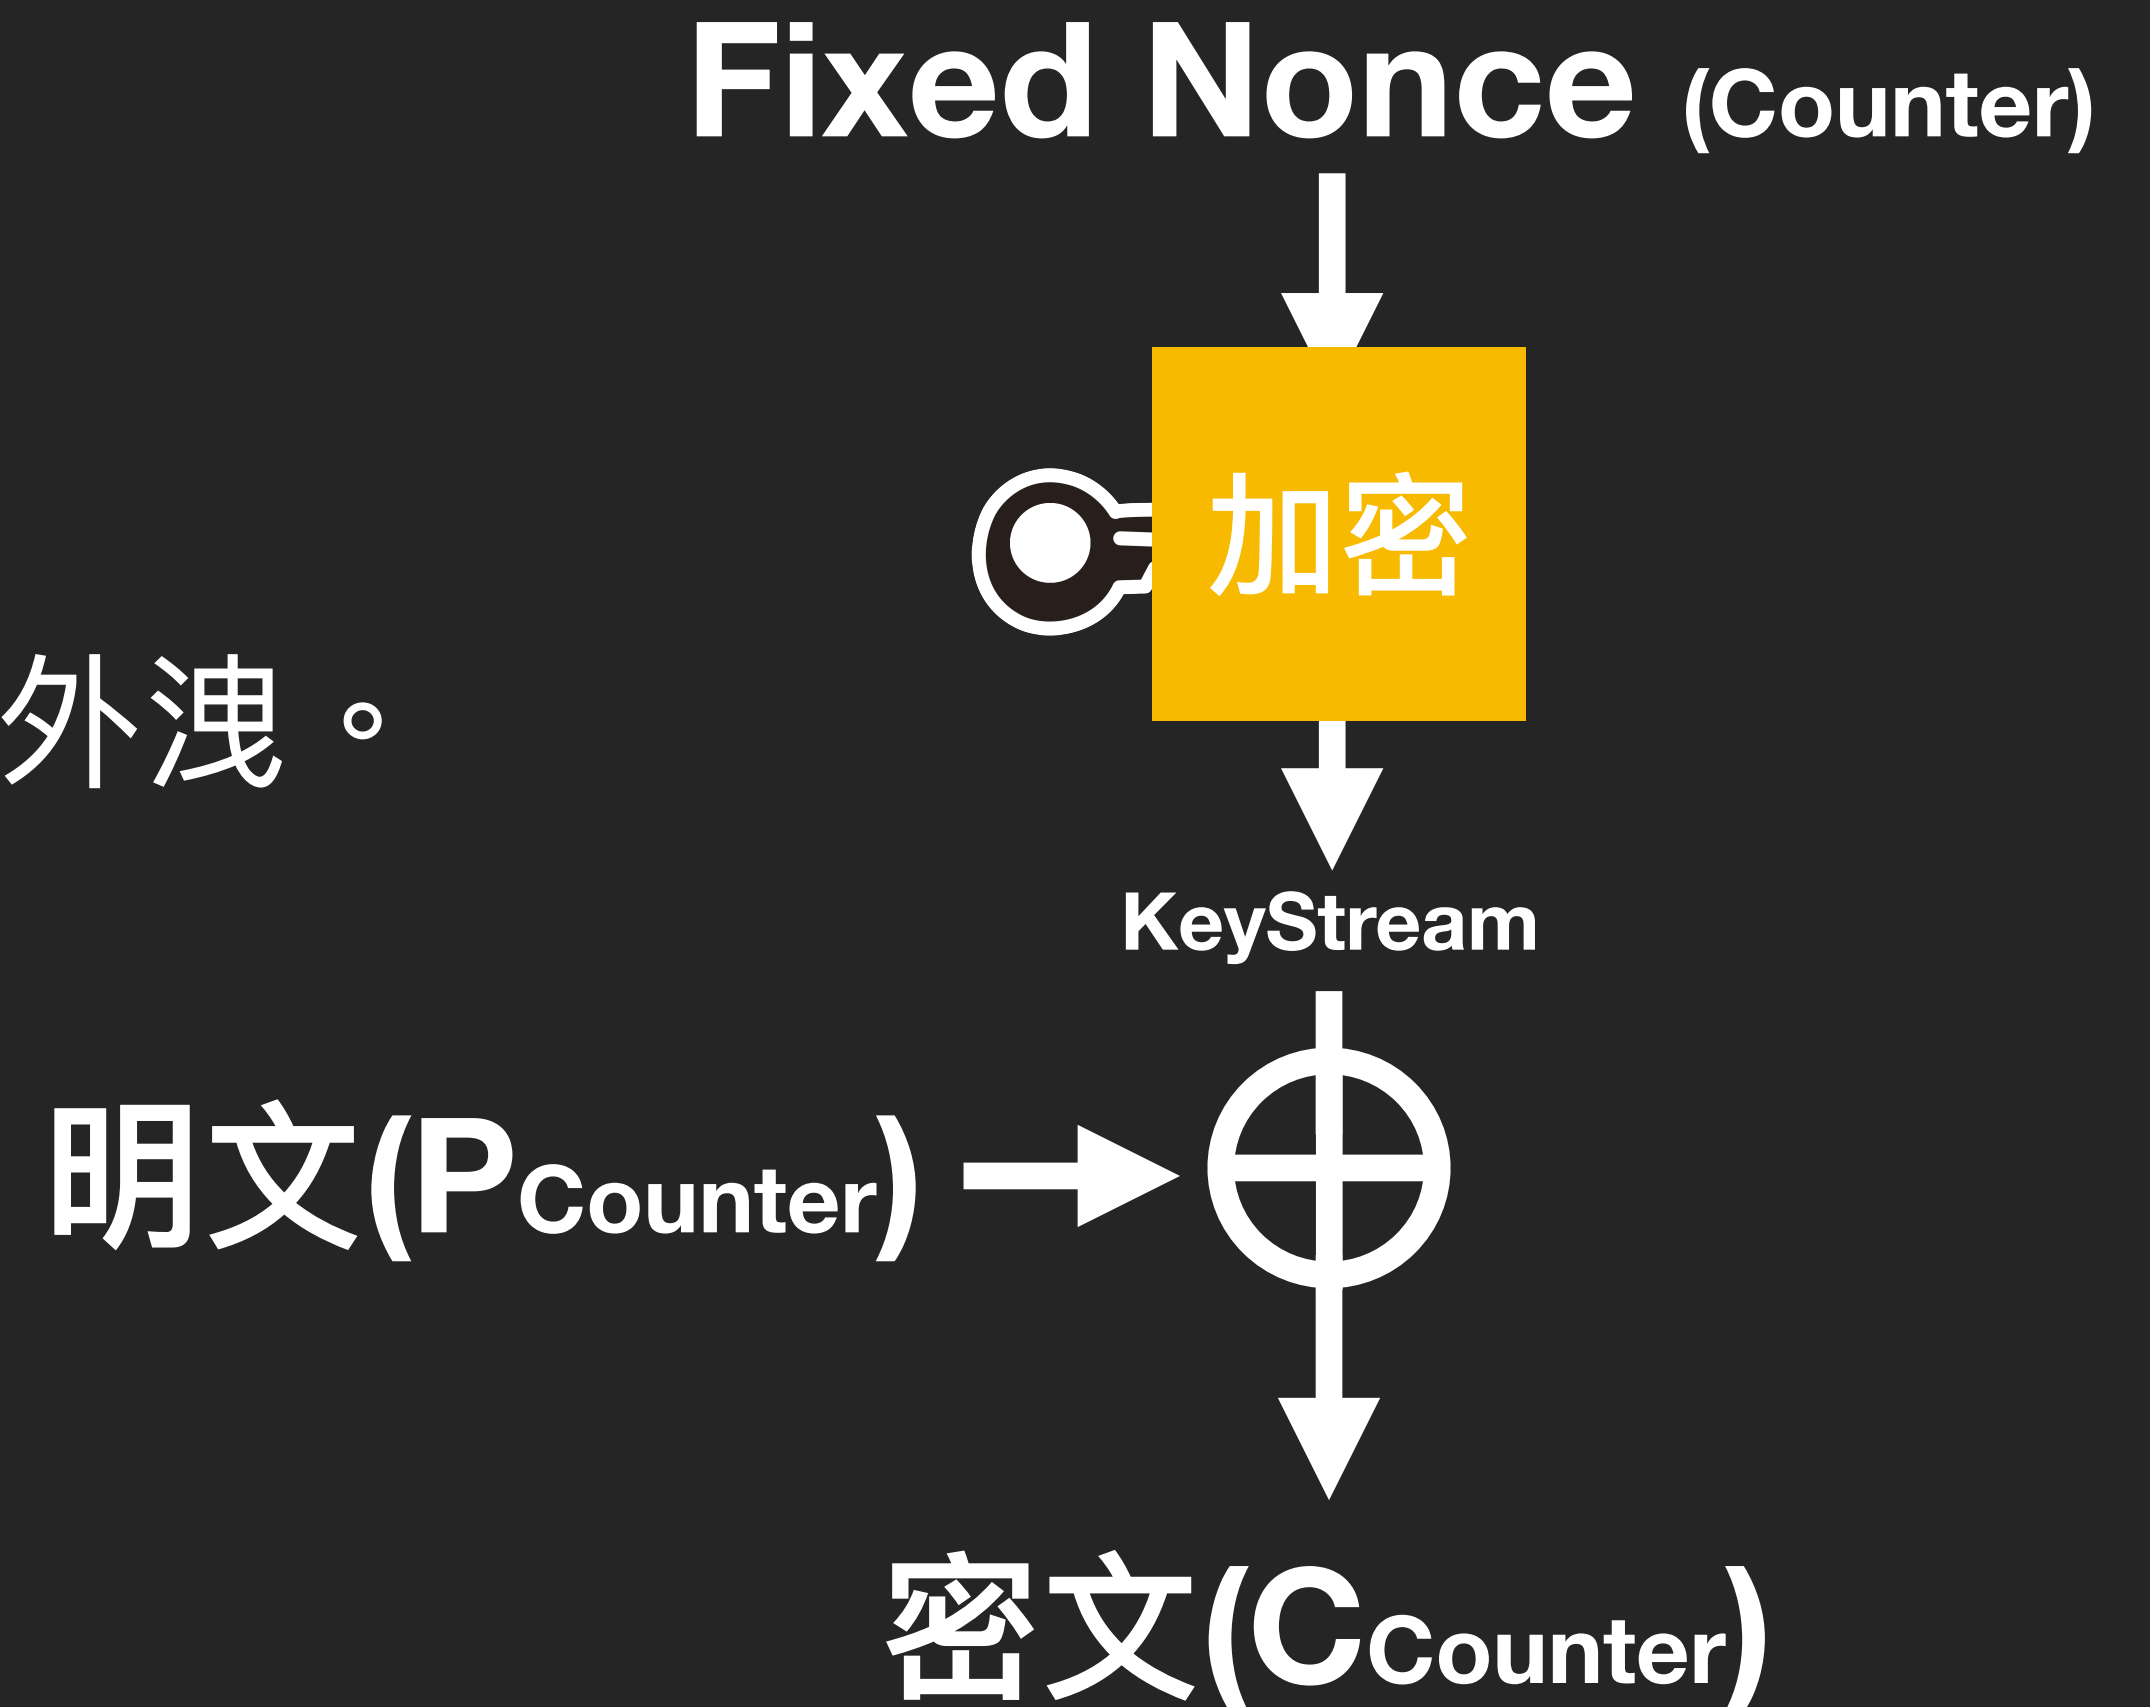 Fixed Nonce (Counter)
加密
外洩。
KeyStream
明文(PCounter)
密文(CCounter)